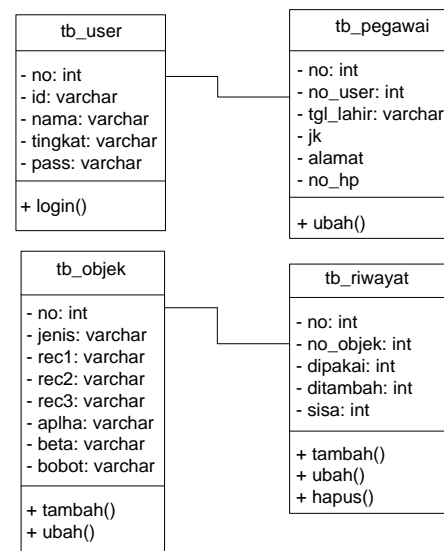 tb_user
- no: int
- id: varchar
- nama: varchar
- tingkat: varchar
- pass: varchar
+ login()
tb_pegawai
- no: int
- no_user: int
- tgl_lahir: varchar
- jk
- alamat
- no_hp
+ ubah()
tb_objek
- no: int
- jenis: varchar
- rec1: varchar
- rec2: varchar
- rec3: varchar
- aplha: varchar
- beta: varchar
- bobot: varchar
+ tambah()
+ ubah()
tb_riwayat
- no: int
- no_objek: int
- dipakai: int
- ditambah: int
- sisa: int
+ tambah()
+ ubah()
+ hapus()